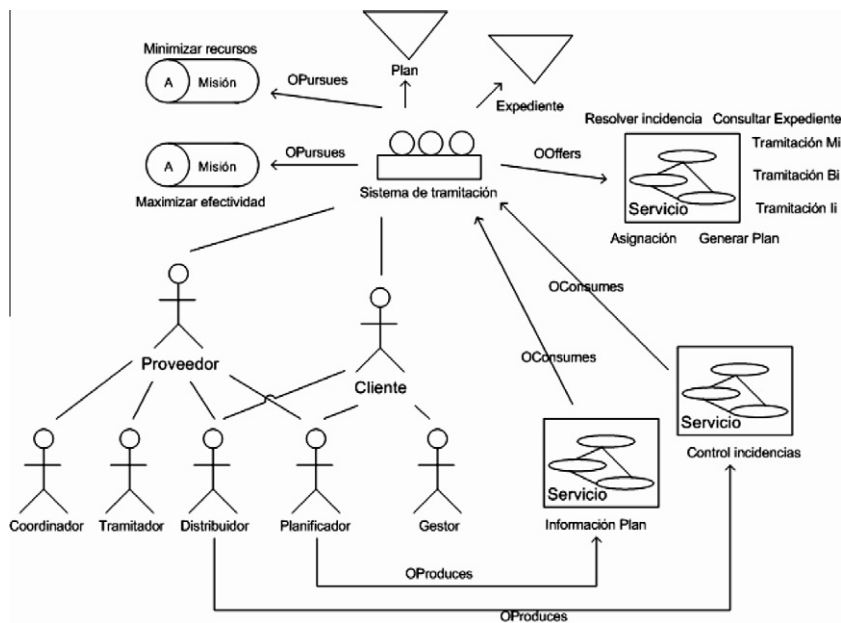 Minimizar recursos
A Misión
OPursues
Plan
Expediente
Resolver incidencia Consultar Expediente
A Misión
OPursues
Maximizar efectividad
Sistema de tramitación
OOffers
Tramitación Mi
Tramitación Bi
Servicio
Tramitación Ii
Asignación Generar Plan
OConsumes
OConsumes
Proveedor
Cliente
Servicio
Control incidencias
Servicio
Información Plan
Coordinador Tramitador Distribuidor Planificador Gestor
OProduces
OProduces